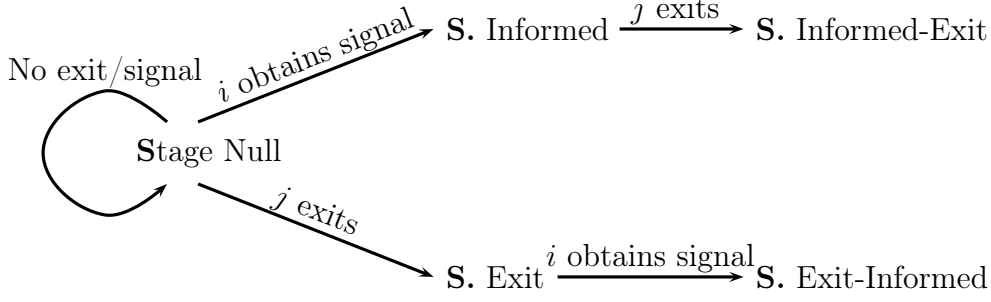 i obtains signal
S. Informed
j exits
S. Informed-Exit
No exit/signal
Stage Null
j exits
S. Exit
i obtains signal
S. Exit-Informed